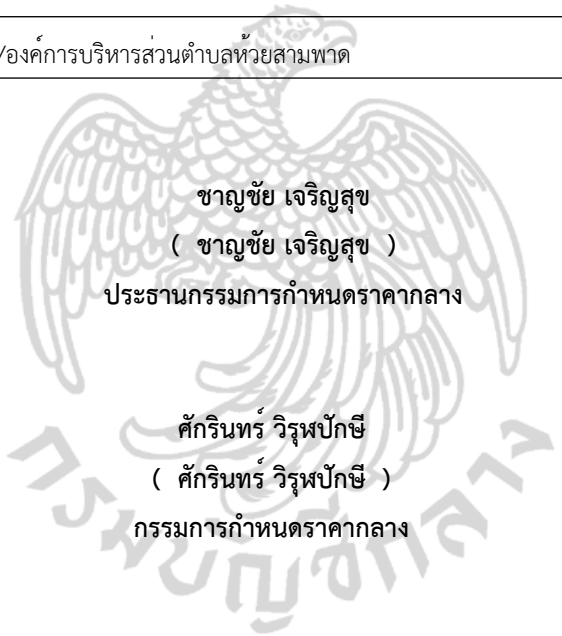 /องค์การบริหารส่วนตำบลห้วยสามพาด
ชาญชัย เจริญสุข
( ชาญชัย เจริญสุข )
ประธานกรรมการกำหนดราคากลาง
ศักรินทร์ วิรุฬปักษี
( ศักรินทร์ วิรุฬปักษี )
กรรมการกำหนดราคากลาง
กรมบัญชีกลาง